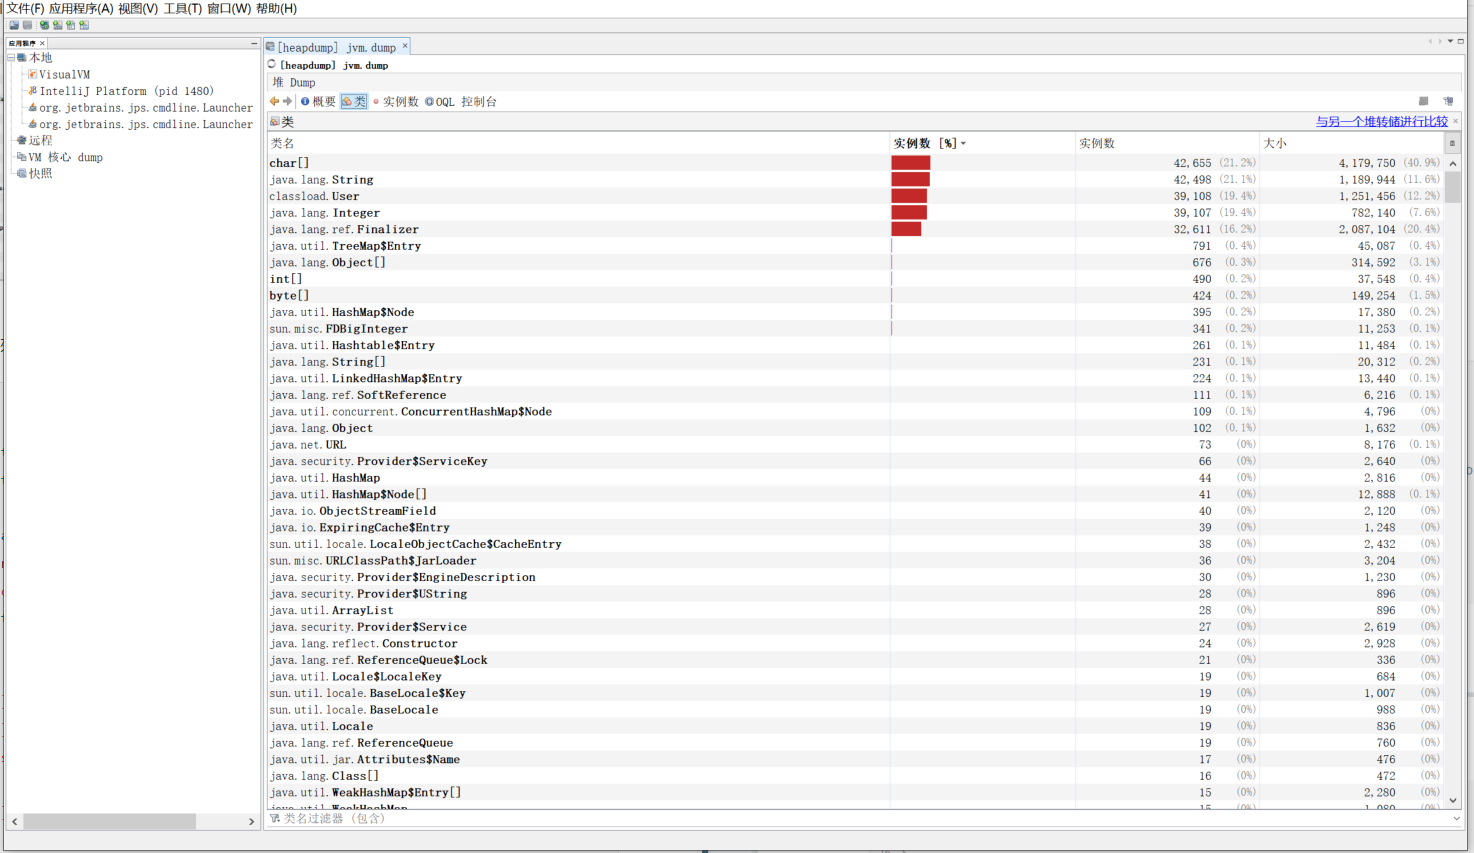 文件(F) 应用程序(A) 视图(V) 工具(T) 窗口(W) 帮助(H)
应用程序 ×
本地
VisualVM
IntelliJ Platform (pid 1480)
org.jetbrains.jps.cmdline.Launcher
org.jetbrains.jps.cmdline.Launcher
远程
VM 核心 dump
快照
[heapdump] jvm.dump ×
[heapdump] jvm.dump
堆 Dump
概要 类 实例数 OQL 控制台
类 与另一个堆转储进行比较 ×
类名 实例数 [%] 实例数 大小
char[] 42,655 (21.2%) 4,179,750 (40.9%)
java.lang.String 42,498 (21.1%) 1,189,944 (11.6%)
classload.User 39,108 (19.4%) 1,251,456 (12.2%)
java.lang.Integer 39,107 (19.4%) 782,140 (7.6%)
java.lang.ref.Finalizer 32,611 (16.2%) 2,087,104 (20.4%)
java.util.TreeMap$Entry 791 (0.4%) 45,087 (0.4%)
java.lang.Object[] 676 (0.3%) 314,592 (3.1%)
int[] 490 (0.2%) 37,548 (0.4%)
byte[] 424 (0.2%) 149,254 (1.5%)
java.util.HashMap$Node 395 (0.2%) 17,380 (0.2%)
sun.misc.FDBigInteger 341 (0.2%) 11,253 (0.1%)
java.util.Hashtable$Entry 261 (0.1%) 11,484 (0.1%)
java.lang.String[] 231 (0.1%) 20,312 (0.2%)
java.util.LinkedHashMap$Entry 224 (0.1%) 13,440 (0.1%)
java.lang.ref.SoftReference 111 (0.1%) 6,216 (0.1%)
java.util.concurrent.ConcurrentHashMap$Node 109 (0.1%) 4,796 (0%)
java.lang.Object 102 (0.1%) 1,632 (0%)
java.net.URL 73 (0%) 8,176 (0.1%)
java.security.Provider$ServiceKey 66 (0%) 2,640 (0%)
java.util.HashMap 44 (0%) 2,816 (0%)
java.util.HashMap$Node[] 41 (0%) 12,888 (0.1%)
java.io.ObjectStreamField 40 (0%) 2,120 (0%)
java.io.ExpiringCache$Entry 39 (0%) 1,248 (0%)
sun.util.locale.LocaleObjectCache$CacheEntry 38 (0%) 2,432 (0%)
sun.misc.URLClassPath$JarLoader 36 (0%) 3,204 (0%)
java.security.Provider$EngineDescription 30 (0%) 1,230 (0%)
java.security.Provider$UString 28 (0%) 896 (0%)
java.util.ArrayList 28 (0%) 896 (0%)
java.security.Provider$Service 27 (0%) 2,619 (0%)
java.lang.reflect.Constructor 24 (0%) 2,928 (0%)
java.lang.ref.ReferenceQueue$Lock 21 (0%) 336 (0%)
java.util.Locale$LocaleKey 19 (0%) 684 (0%)
sun.util.locale.BaseLocale$Key 19 (0%) 1,007 (0%)
sun.util.locale.BaseLocale 19 (0%) 988 (0%)
java.util.Locale 19 (0%) 836 (0%)
java.lang.ref.ReferenceQueue 19 (0%) 760 (0%)
java.util.jar.Attributes$Name 17 (0%) 476 (0%)
java.lang.Class[] 16 (0%) 472 (0%)
java.util.WeakHashMap$Entry[] 15 (0%) 2,280 (0%)
java.util.WeakHashMap 15 (0%) 1,080 (0%)
类名过滤器 (包含)